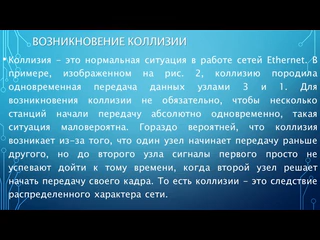 ВОЗНИКНОВЕНИЕ КОЛЛИЗИИ
• Коллизия – это нормальная ситуация в работе сетей Ethernet. В
примере, изображенном на рис. 2, коллизию породила
одновременная передача данных узлами 3 и 1. Для
возникновения коллизии не обязательно, чтобы несколько
станций начали передачу абсолютно одновременно, такая
ситуация маловероятна. Гораздо вероятней, что коллизия
возникает из-за того, что один узел начинает передачу раньше
другого, но до второго узла сигналы первого просто не
успевают дойти к тому времени, когда второй узел решает
начать передачу своего кадра. То есть коллизии – это следствие
распределенного характера сети.